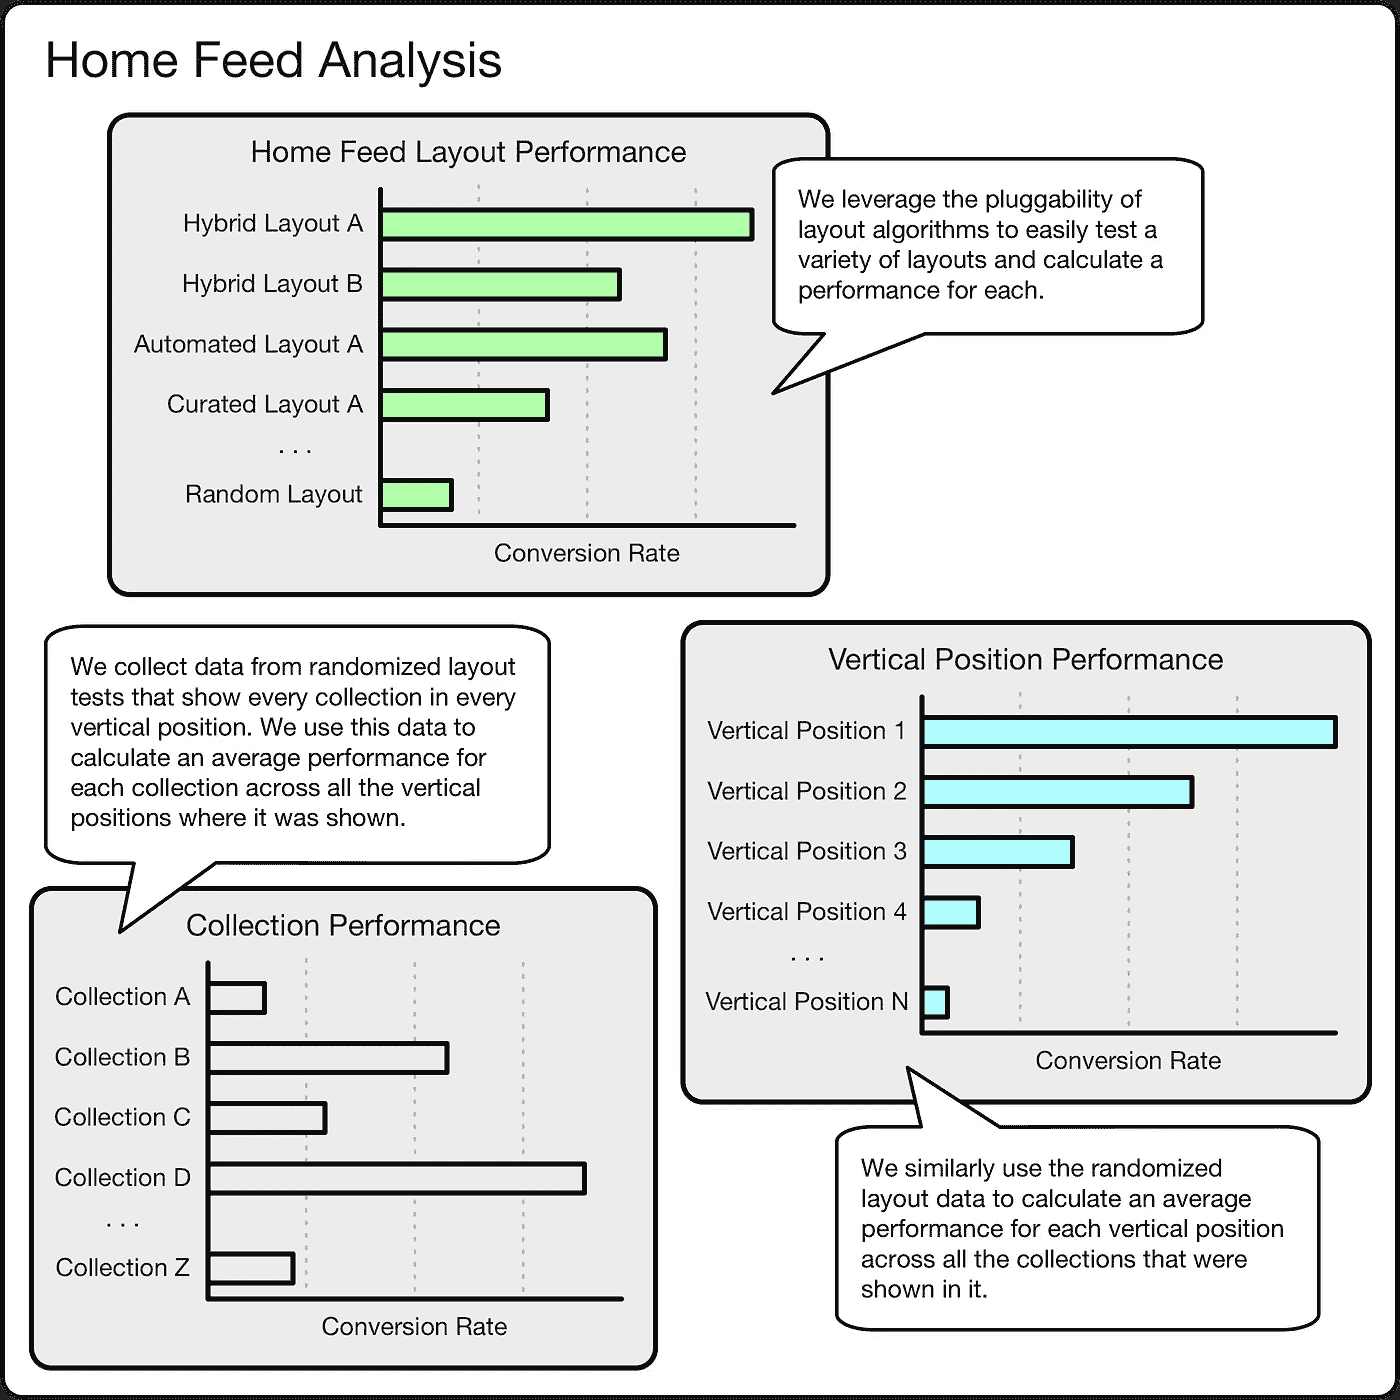 Home Feed Analysis
Home Feed Layout Performance
Hybrid Layout A
Hybrid Layout B
Automated Layout A
Curated Layout A
. . .
Random Layout
Conversion Rate
We leverage the pluggability of
layout algorithms to easily test a
variety of layouts and calculate a
performance for each.
We collect data from randomized layout
tests that show every collection in every
vertical position. We use this data to
calculate an average performance for
each collection across all the vertical
positions where it was shown.
Collection Performance
Collection A
Collection B
Collection C
Collection D
. . .
Collection Z
Conversion Rate
Vertical Position Performance
Vertical Position 1
Vertical Position 2
Vertical Position 3
Vertical Position 4
. . .
Vertical Position N
Conversion Rate
We similarly use the randomized
layout data to calculate an average
performance for each vertical position
across all the collections that were
shown in it.